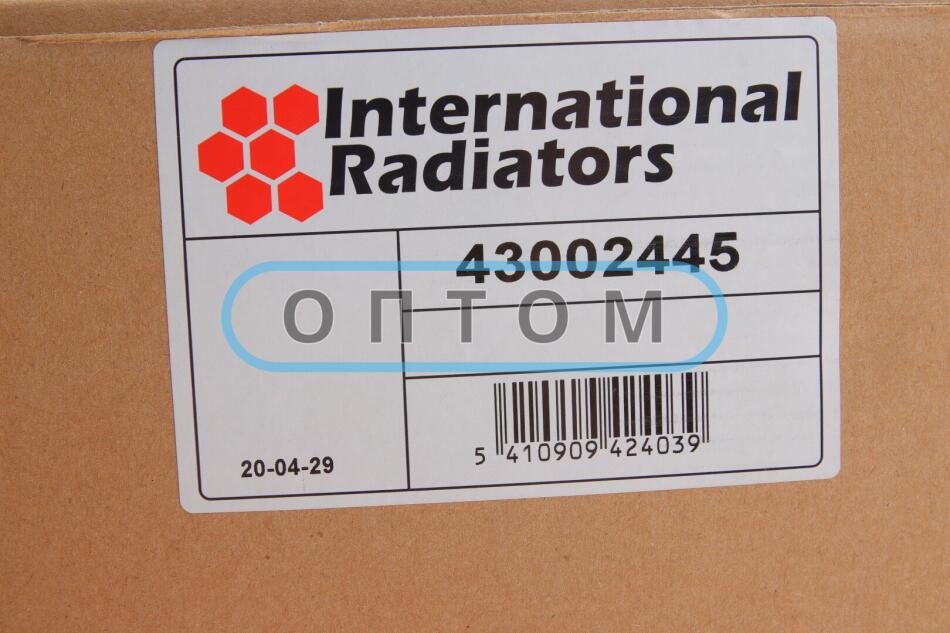 International
Radiators
43002445
ОПТОМ
20-04-29
5 410909 424039